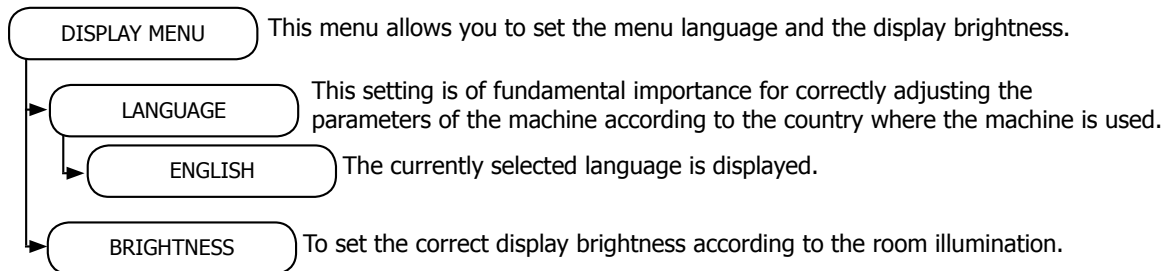 DISPLAY MENU This menu allows you to set the menu language and the display brightness.
LANGUAGE This setting is of fundamental importance for correctly adjusting the
parameters of the machine according to the country where the machine is used.
ENGLISH The currently selected language is displayed.
BRIGHTNESS To set the correct display brightness according to the room illumination.